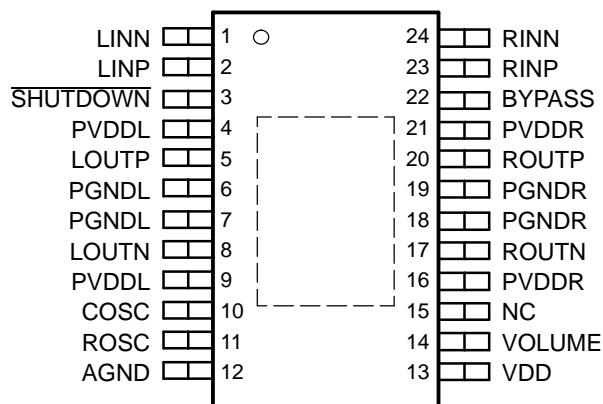 LINN 1 24 RINN
LINP 2 23 RINP
SHUTDOWN 3 22 BYPASS
PVDDL 4 21 PVDDR
LOUTP 5 20 ROUTP
PGNDL 6 19 PGNDR
PGNDL 7 18 PGNDR
LOUTN 8 17 ROUTN
PVDDL 9 16 PVDDR
COSC 10 15 NC
ROSC 11 14 VOLUME
AGND 12 13 VDD